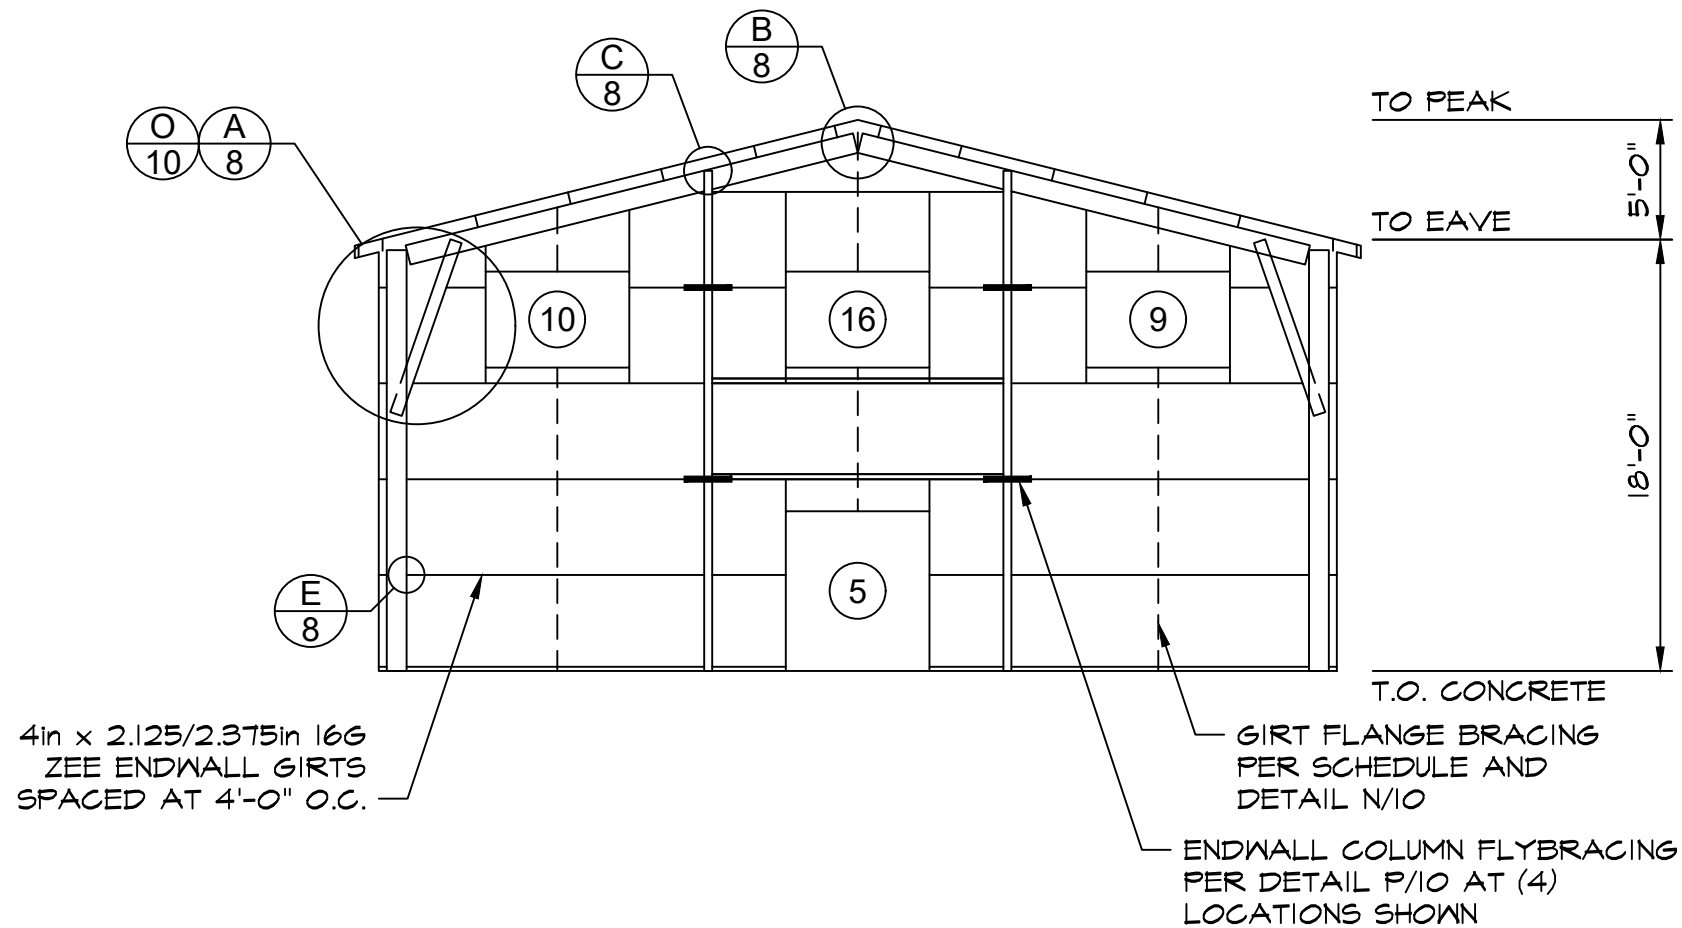 B
8
C
8
O
10
A
8
TO PEAK
5'-0"
TO EAVE
10
16
9
18'-0"
5
E
8
T.O. CONCRETE
4in x 2.125/2.375in 16G
ZEE ENDWALL GIRTS
SPACED AT 4'-0" O.C.
GIRT FLANGE BRACING
PER SCHEDULE AND
DETAIL N/10
ENDWALL COLUMN FLYBRACING
PER DETAIL P/10 AT (4)
LOCATIONS SHOWN